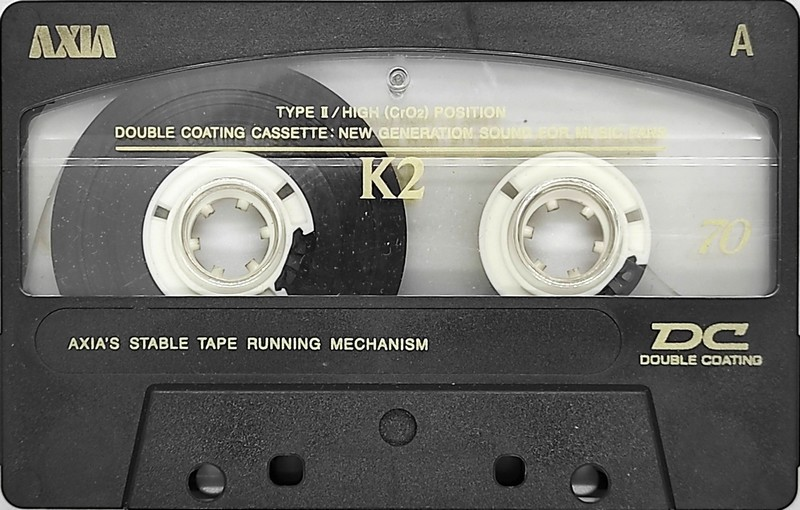 AXIA
A
TYPE II/HIGH (CrO2) POSITION
DOUBLE COATING CASSETTE: NEW GENERATION SOUND FOR MUSIC EARS
K2
70
AXIA'S STABLE TAPE RUNNING MECHANISM
DC
DOUBLE COATING